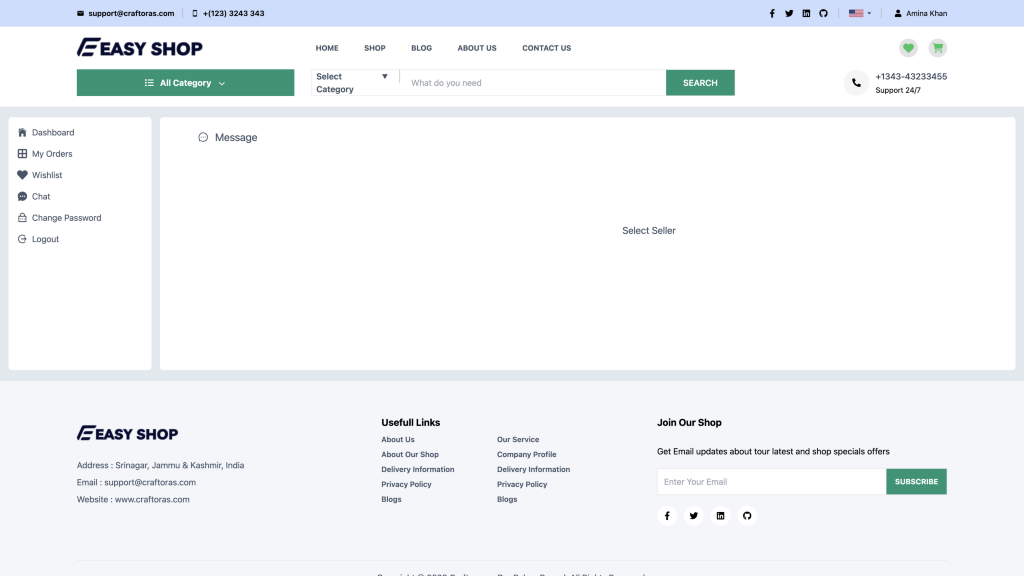 support@craftoras.com
+(123) 3243 343
Amina Khan
EASY SHOP
HOME
SHOP
BLOG
ABOUT US
CONTACT US
All Category
Select Category
What do you need
SEARCH
+1343-43233455
Support 24/7
Dashboard
My Orders
Wishlist
Chat
Change Password
Logout
Message
Select Seller
EASY SHOP
Address : Srinagar, Jammu & Kashmir, India
Email : support@craftoras.com
Website : www.craftoras.com
Usefull Links
About Us
About Our Shop
Delivery Information
Privacy Policy
Blogs
Our Service
Company Profile
Delivery Information
Privacy Policy
Blogs
Join Our Shop
Get Email updates about tour latest and shop specials offers
Enter Your Email
SUBSCRIBE